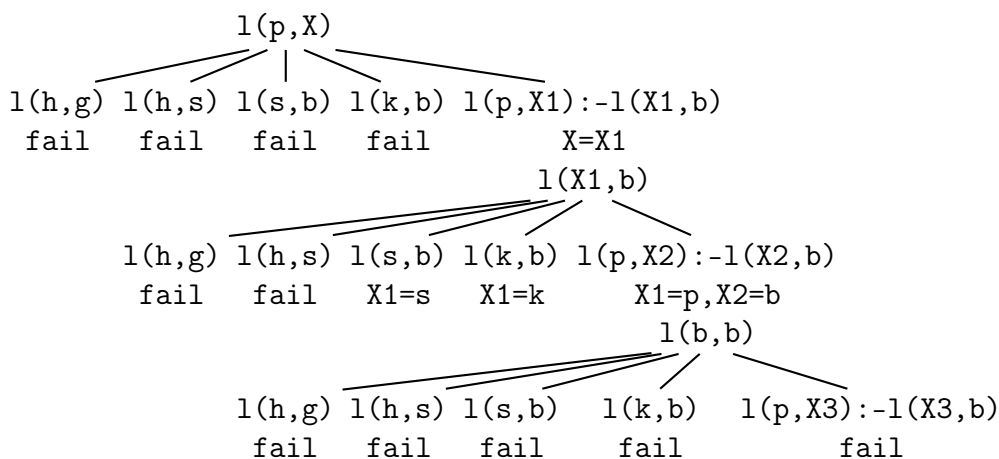 l(p,X)
l(h,g) l(h,s) l(s,b) l(k,b) l(p,X1):-l(X1,b)
fail fail fail fail X=X1
l(X1,b)
l(h,g) l(h,s) l(s,b) l(k,b) l(p,X2):-l(X2,b)
fail fail X1=s X1=k X1=p,X2=b
l(b,b)
l(h,g) l(h,s) l(s,b) l(k,b) l(p,X3):-l(X3,b)
fail fail fail fail fail